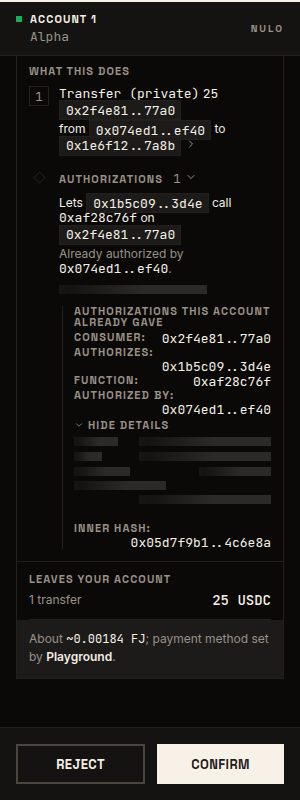 ACCOUNT 1
Alpha
NULO
WHAT THIS DOES
1
Transfer (private) 25
0x2f4e81..77a0
from 0x074ed1..ef40 to
0x1e6f12..7a8b
AUTHORIZATIONS 1
Lets 0x1b5c09..3d4e call
0xaf28c76f on
0x2f4e81..77a0
Already authorized by
0x074ed1..ef40.
AUTHORIZATIONS THIS ACCOUNT
ALREADY GAVE
CONSUMER: 0x2f4e81..77a0
AUTHORIZES:
0x1b5c09..3d4e
FUNCTION: 0xaf28c76f
AUTHORIZED BY:
0x074ed1..ef40
HIDE DETAILS
INNER HASH:
0x05d7f9b1..4c6e8a
LEAVES YOUR ACCOUNT
1 transfer 25 USDC
About ~0.00184 FJ; payment method set
by Playground.
REJECT
CONFIRM